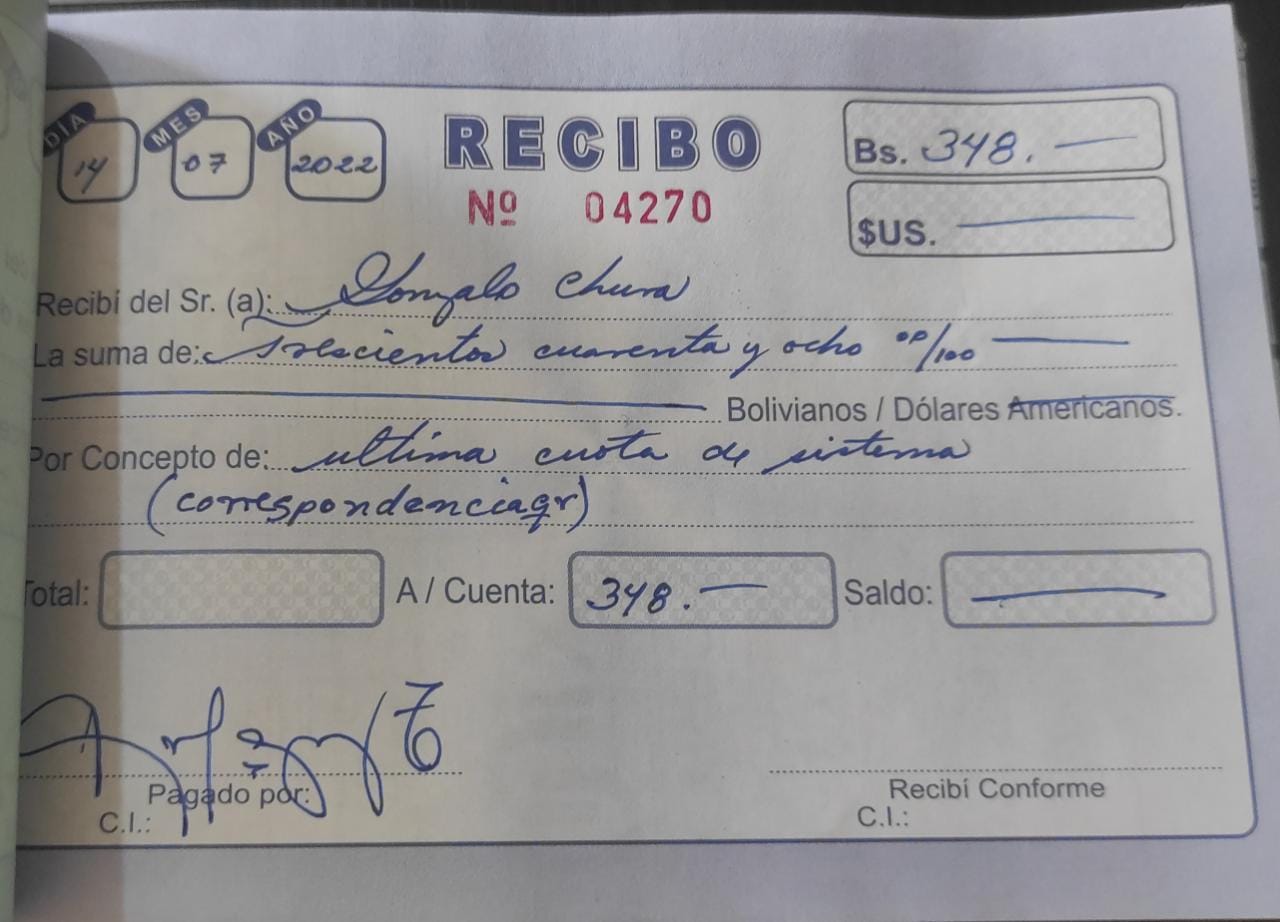 DÍA 14 MES 07 AÑO 2022
RECIBO
Nº 04270
Bs. 348.—
$US. —
Recibí del Sr. (a): Gonzalo Chura
La suma de: Trescientos cuarenta y ocho 00/100 —
Bolivianos / Dólares Americanos.
Por Concepto de: ultima cuota de sistema
(correspondenciaqr)
Total: A / Cuenta: 348.— Saldo: —
Pagado por:
C.I.:
Recibí Conforme
C.I.: